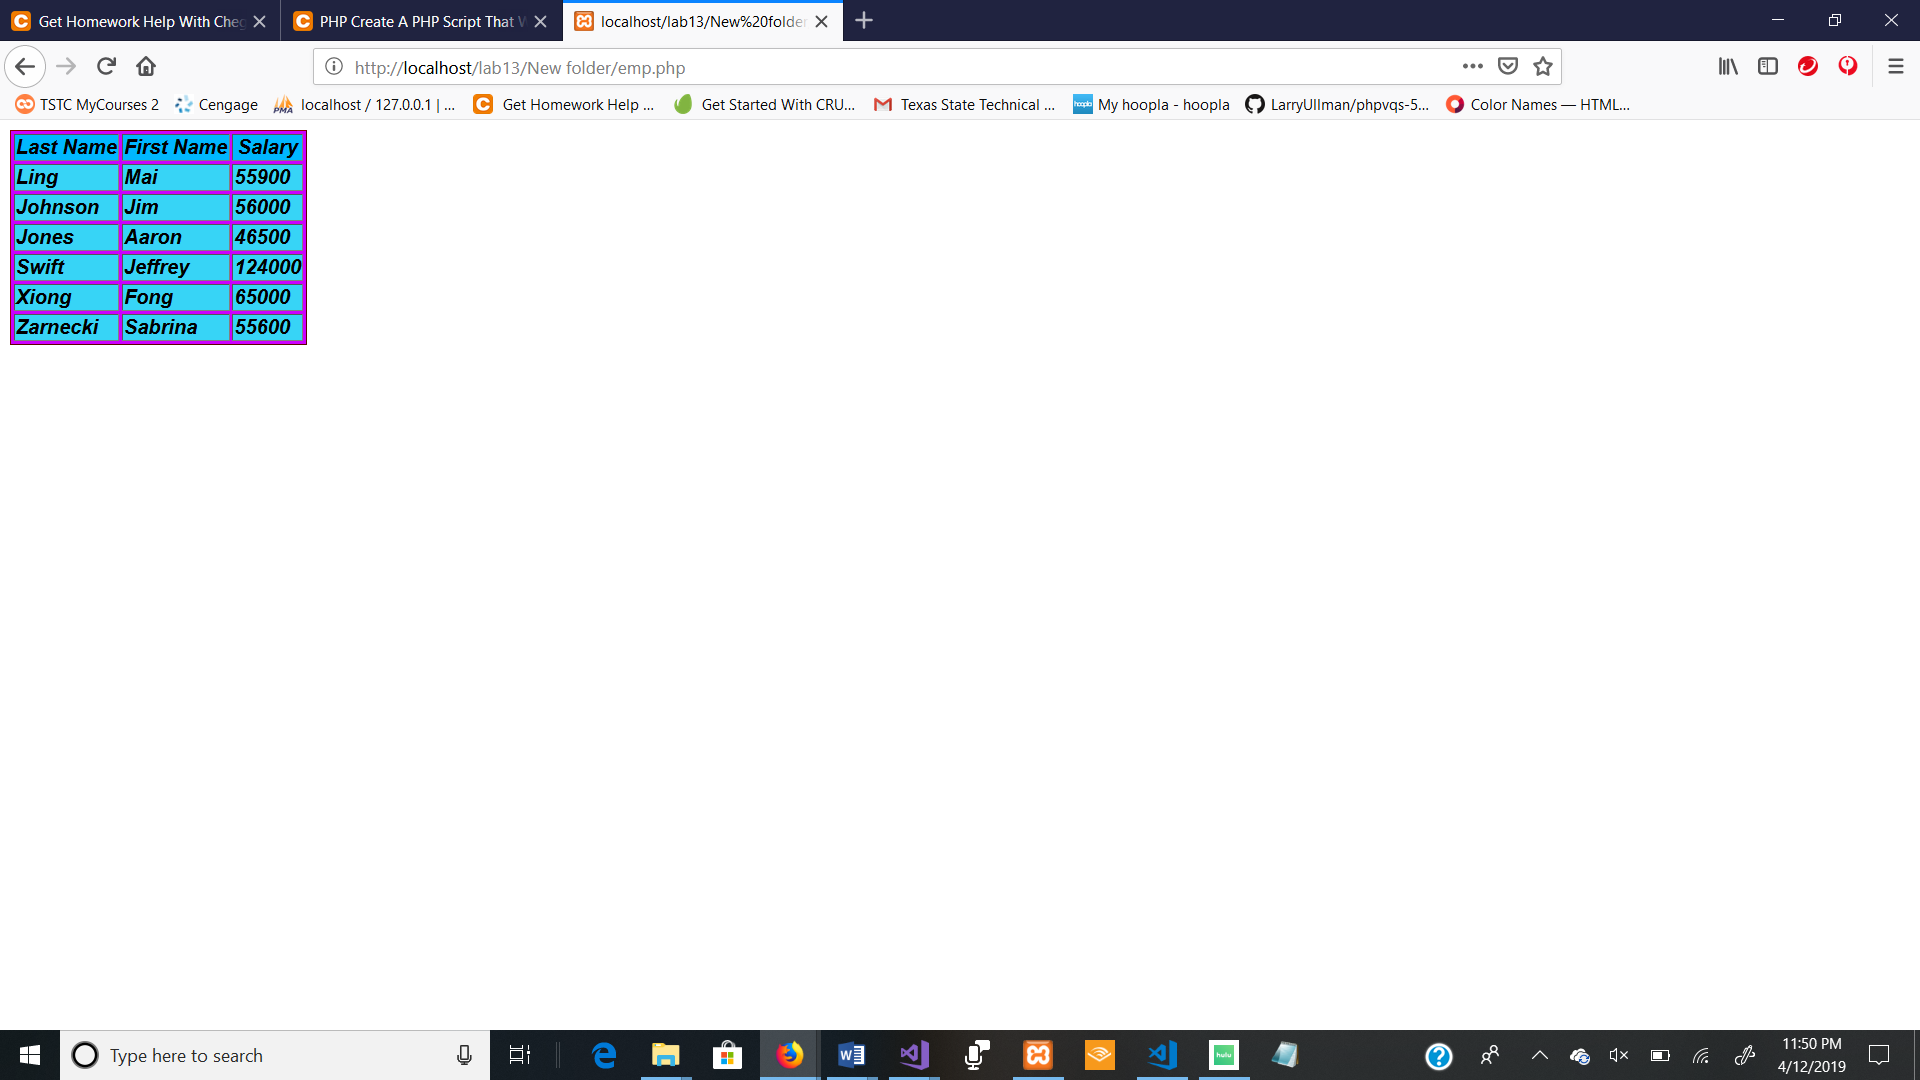 Get Homework Help With Cheg
PHP Create A PHP Script That W
localhost/lab13/New%20folder
http://localhost/lab13/New folder/emp.php
TSTC MyCourses 2 Cengage localhost / 127.0.0.1 | ... Get Homework Help ... Get Started With CRU... Texas State Technical ... My hoopla - hoopla LarryUllman/phpvqs-5... Color Names — HTML...
Last Name First Name Salary
Ling Mai 55900
Johnson Jim 56000
Jones Aaron 46500
Swift Jeffrey 124000
Xiong Fong 65000
Zarnecki Sabrina 55600
Type here to search
hulu
11:50 PM
4/12/2019